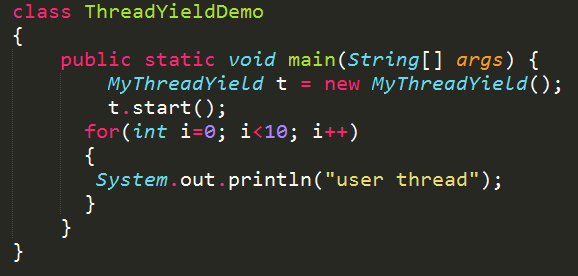 class ThreadYieldDemo
{
    public static void main(String[] args) {
        MyThreadYield t = new MyThreadYield();
        t.start();
      for(int i=0; i<10; i++)
      {
       System.out.println("user thread");
      }
    }
}